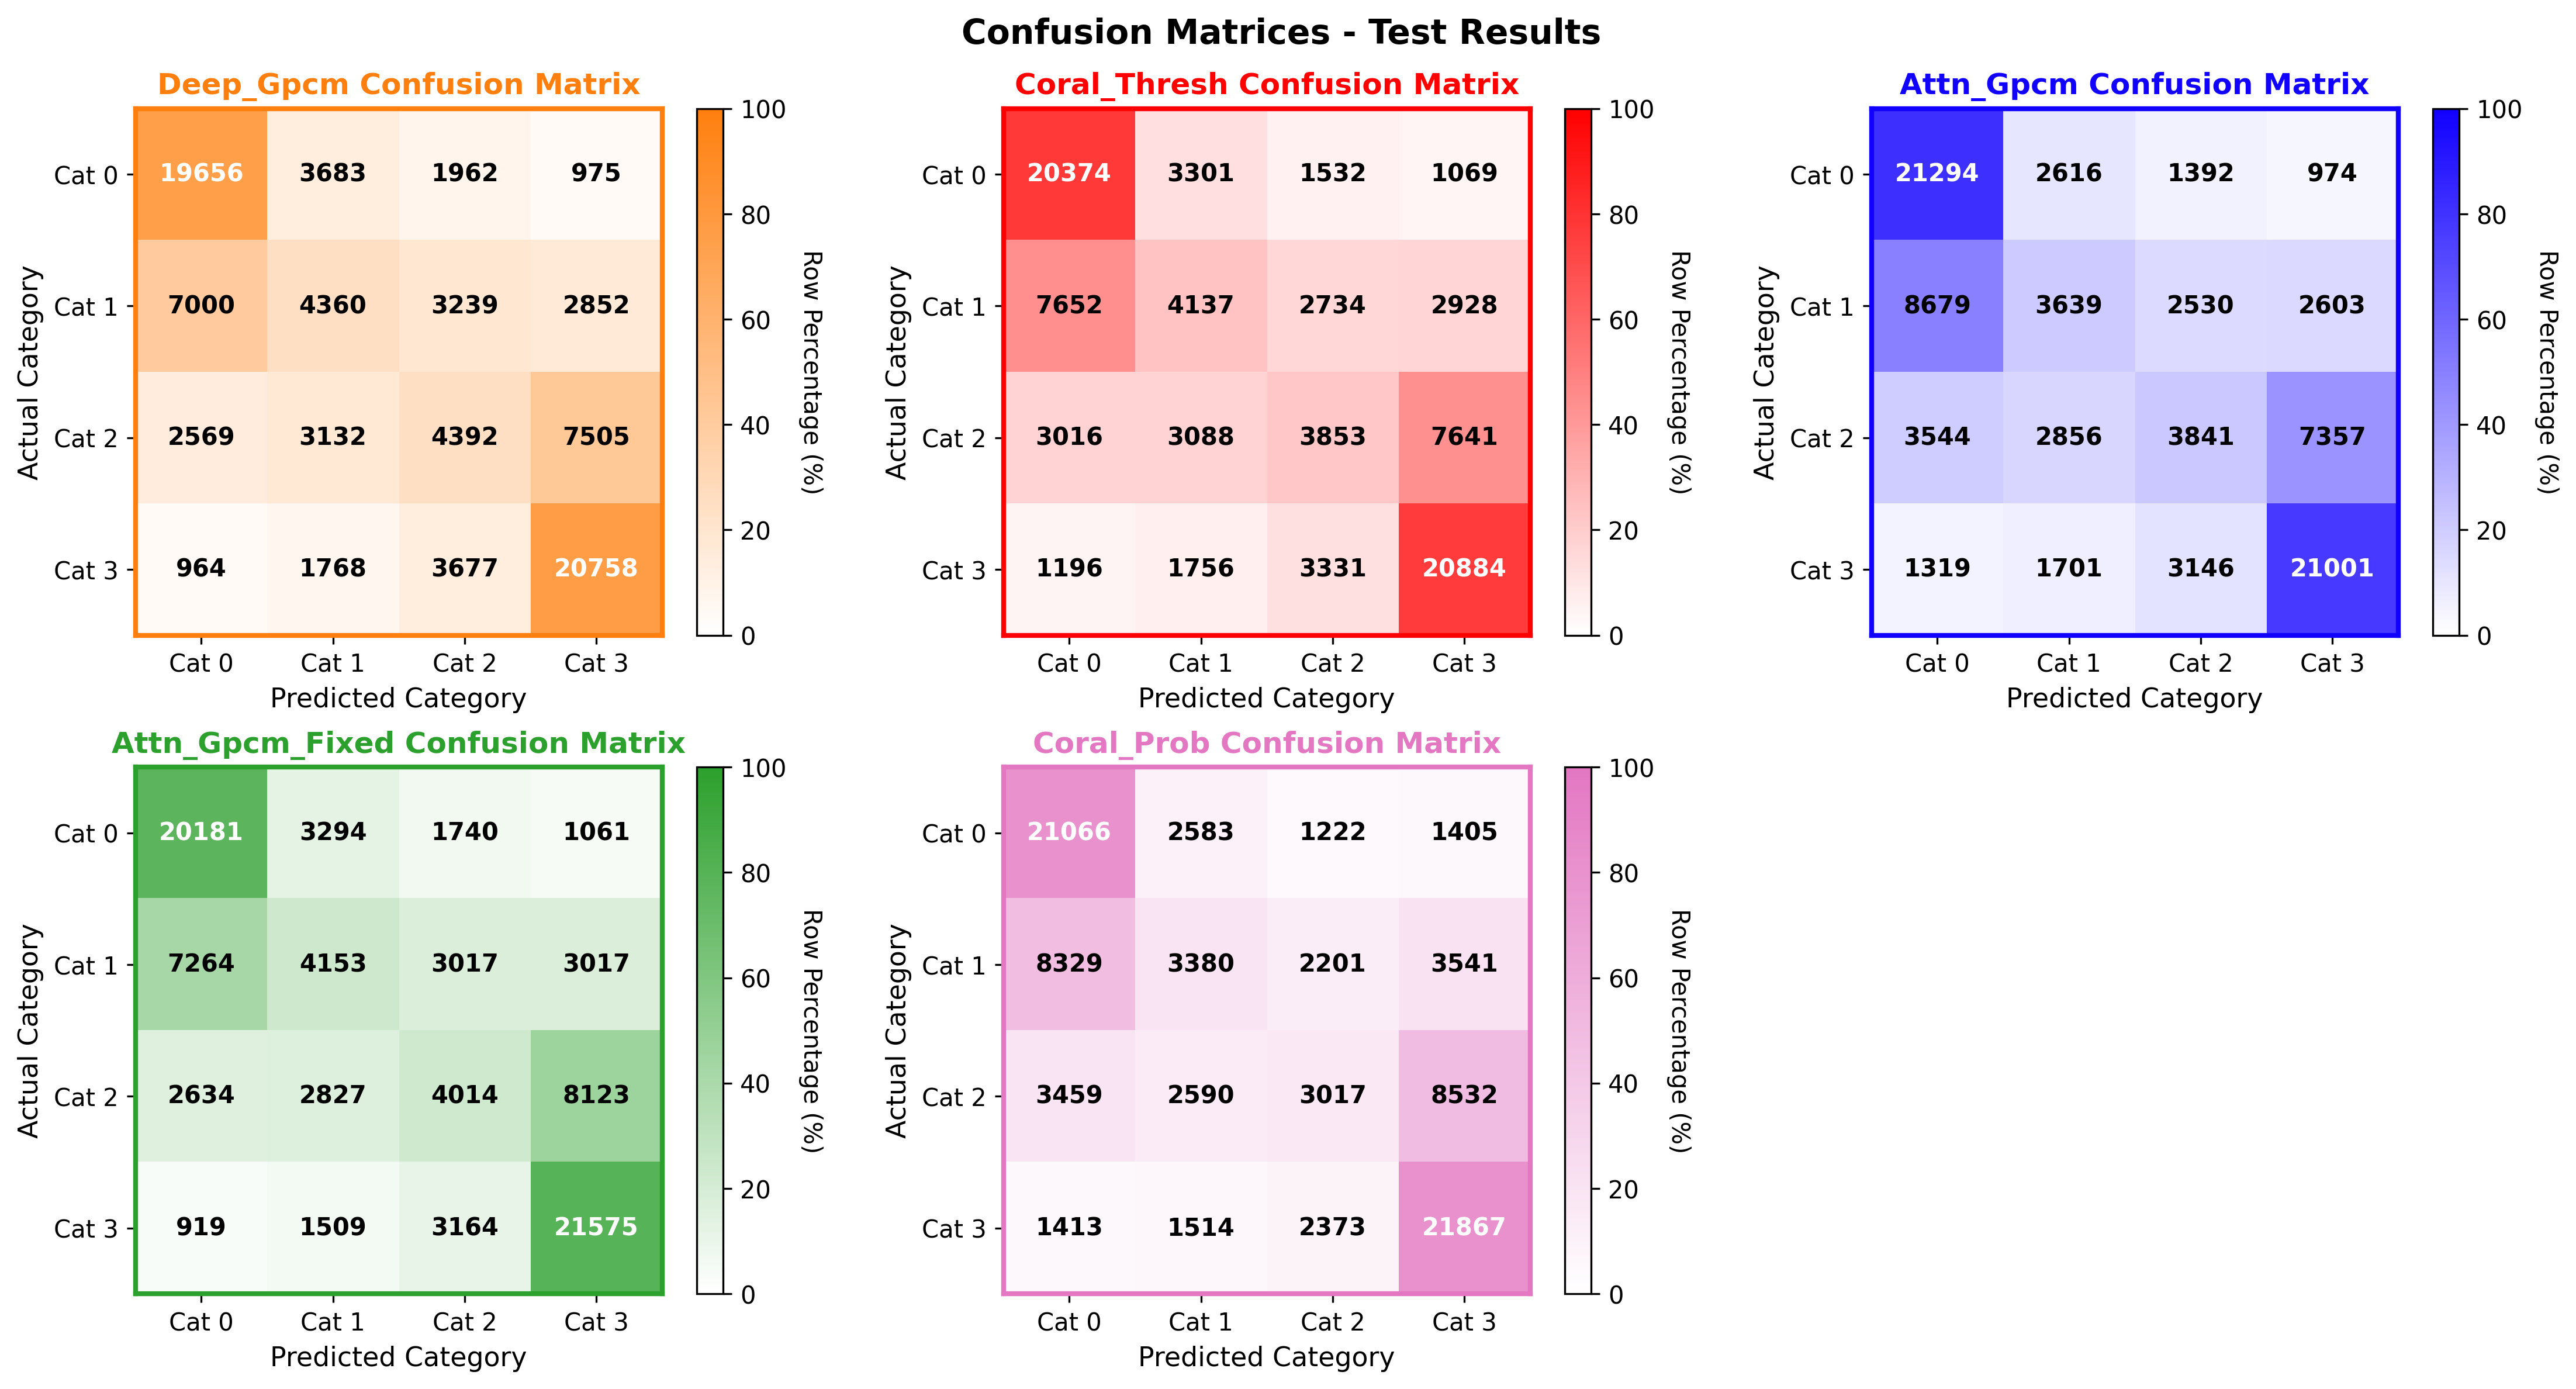 Confusion Matrices - Test Results
Deep_Gpcm Confusion Matrix
Actual Category
Cat 0 19656 3683 1962 975
Cat 1 7000 4360 3239 2852
Cat 2 2569 3132 4392 7505
Cat 3 964 1768 3677 20758
Cat 0 Cat 1 Cat 2 Cat 3
Predicted Category
100
80
60
40
20
0
Row Percentage (%)
Coral_Thresh Confusion Matrix
Actual Category
Cat 0 20374 3301 1532 1069
Cat 1 7652 4137 2734 2928
Cat 2 3016 3088 3853 7641
Cat 3 1196 1756 3331 20884
Cat 0 Cat 1 Cat 2 Cat 3
Predicted Category
100
80
60
40
20
0
Row Percentage (%)
Attn_Gpcm Confusion Matrix
Actual Category
Cat 0 21294 2616 1392 974
Cat 1 8679 3639 2530 2603
Cat 2 3544 2856 3841 7357
Cat 3 1319 1701 3146 21001
Cat 0 Cat 1 Cat 2 Cat 3
Predicted Category
100
80
60
40
20
0
Row Percentage (%)
Attn_Gpcm_Fixed Confusion Matrix
Actual Category
Cat 0 20181 3294 1740 1061
Cat 1 7264 4153 3017 3017
Cat 2 2634 2827 4014 8123
Cat 3 919 1509 3164 21575
Cat 0 Cat 1 Cat 2 Cat 3
Predicted Category
100
80
60
40
20
0
Row Percentage (%)
Coral_Prob Confusion Matrix
Actual Category
Cat 0 21066 2583 1222 1405
Cat 1 8329 3380 2201 3541
Cat 2 3459 2590 3017 8532
Cat 3 1413 1514 2373 21867
Cat 0 Cat 1 Cat 2 Cat 3
Predicted Category
100
80
60
40
20
0
Row Percentage (%)